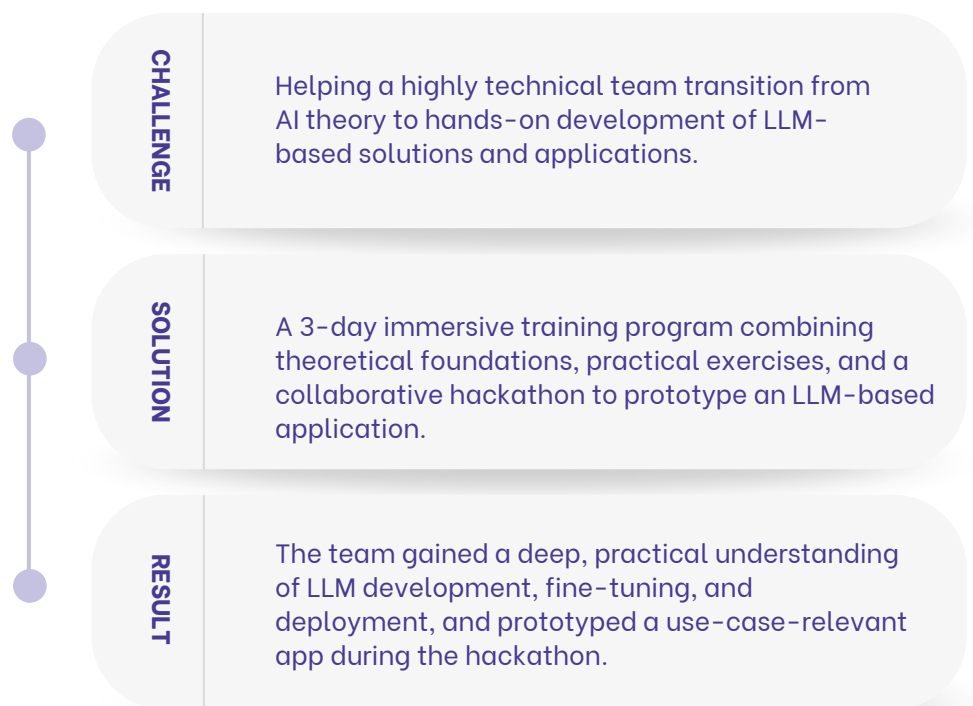 CHALLENGE
Helping a highly technical team transition from
AI theory to hands-on development of LLM-
based solutions and applications.
SOLUTION
A 3-day immersive training program combining
theoretical foundations, practical exercises, and a
collaborative hackathon to prototype an LLM-based
application.
RESULT
The team gained a deep, practical understanding
of LLM development, fine-tuning, and
deployment, and prototyped a use-case-relevant
app during the hackathon.